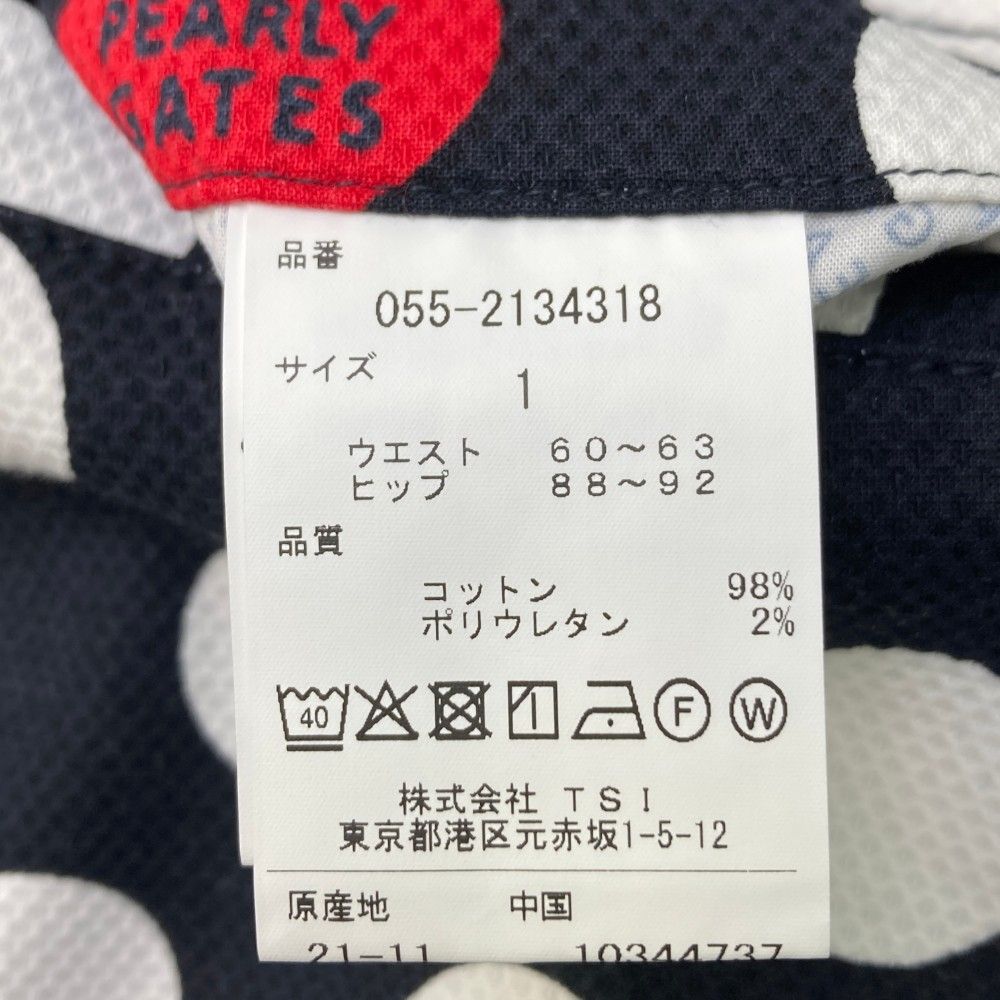 PEARLY
GATES
品番
055-2134318
サイズ
1
ウエスト 60～63
ヒップ 88～92
品質
コットン 98%
ポリウレタン 2%
40
F W
株式会社 TSI
東京都港区元赤坂1-5-12
原産地 中国
21-11 10344737